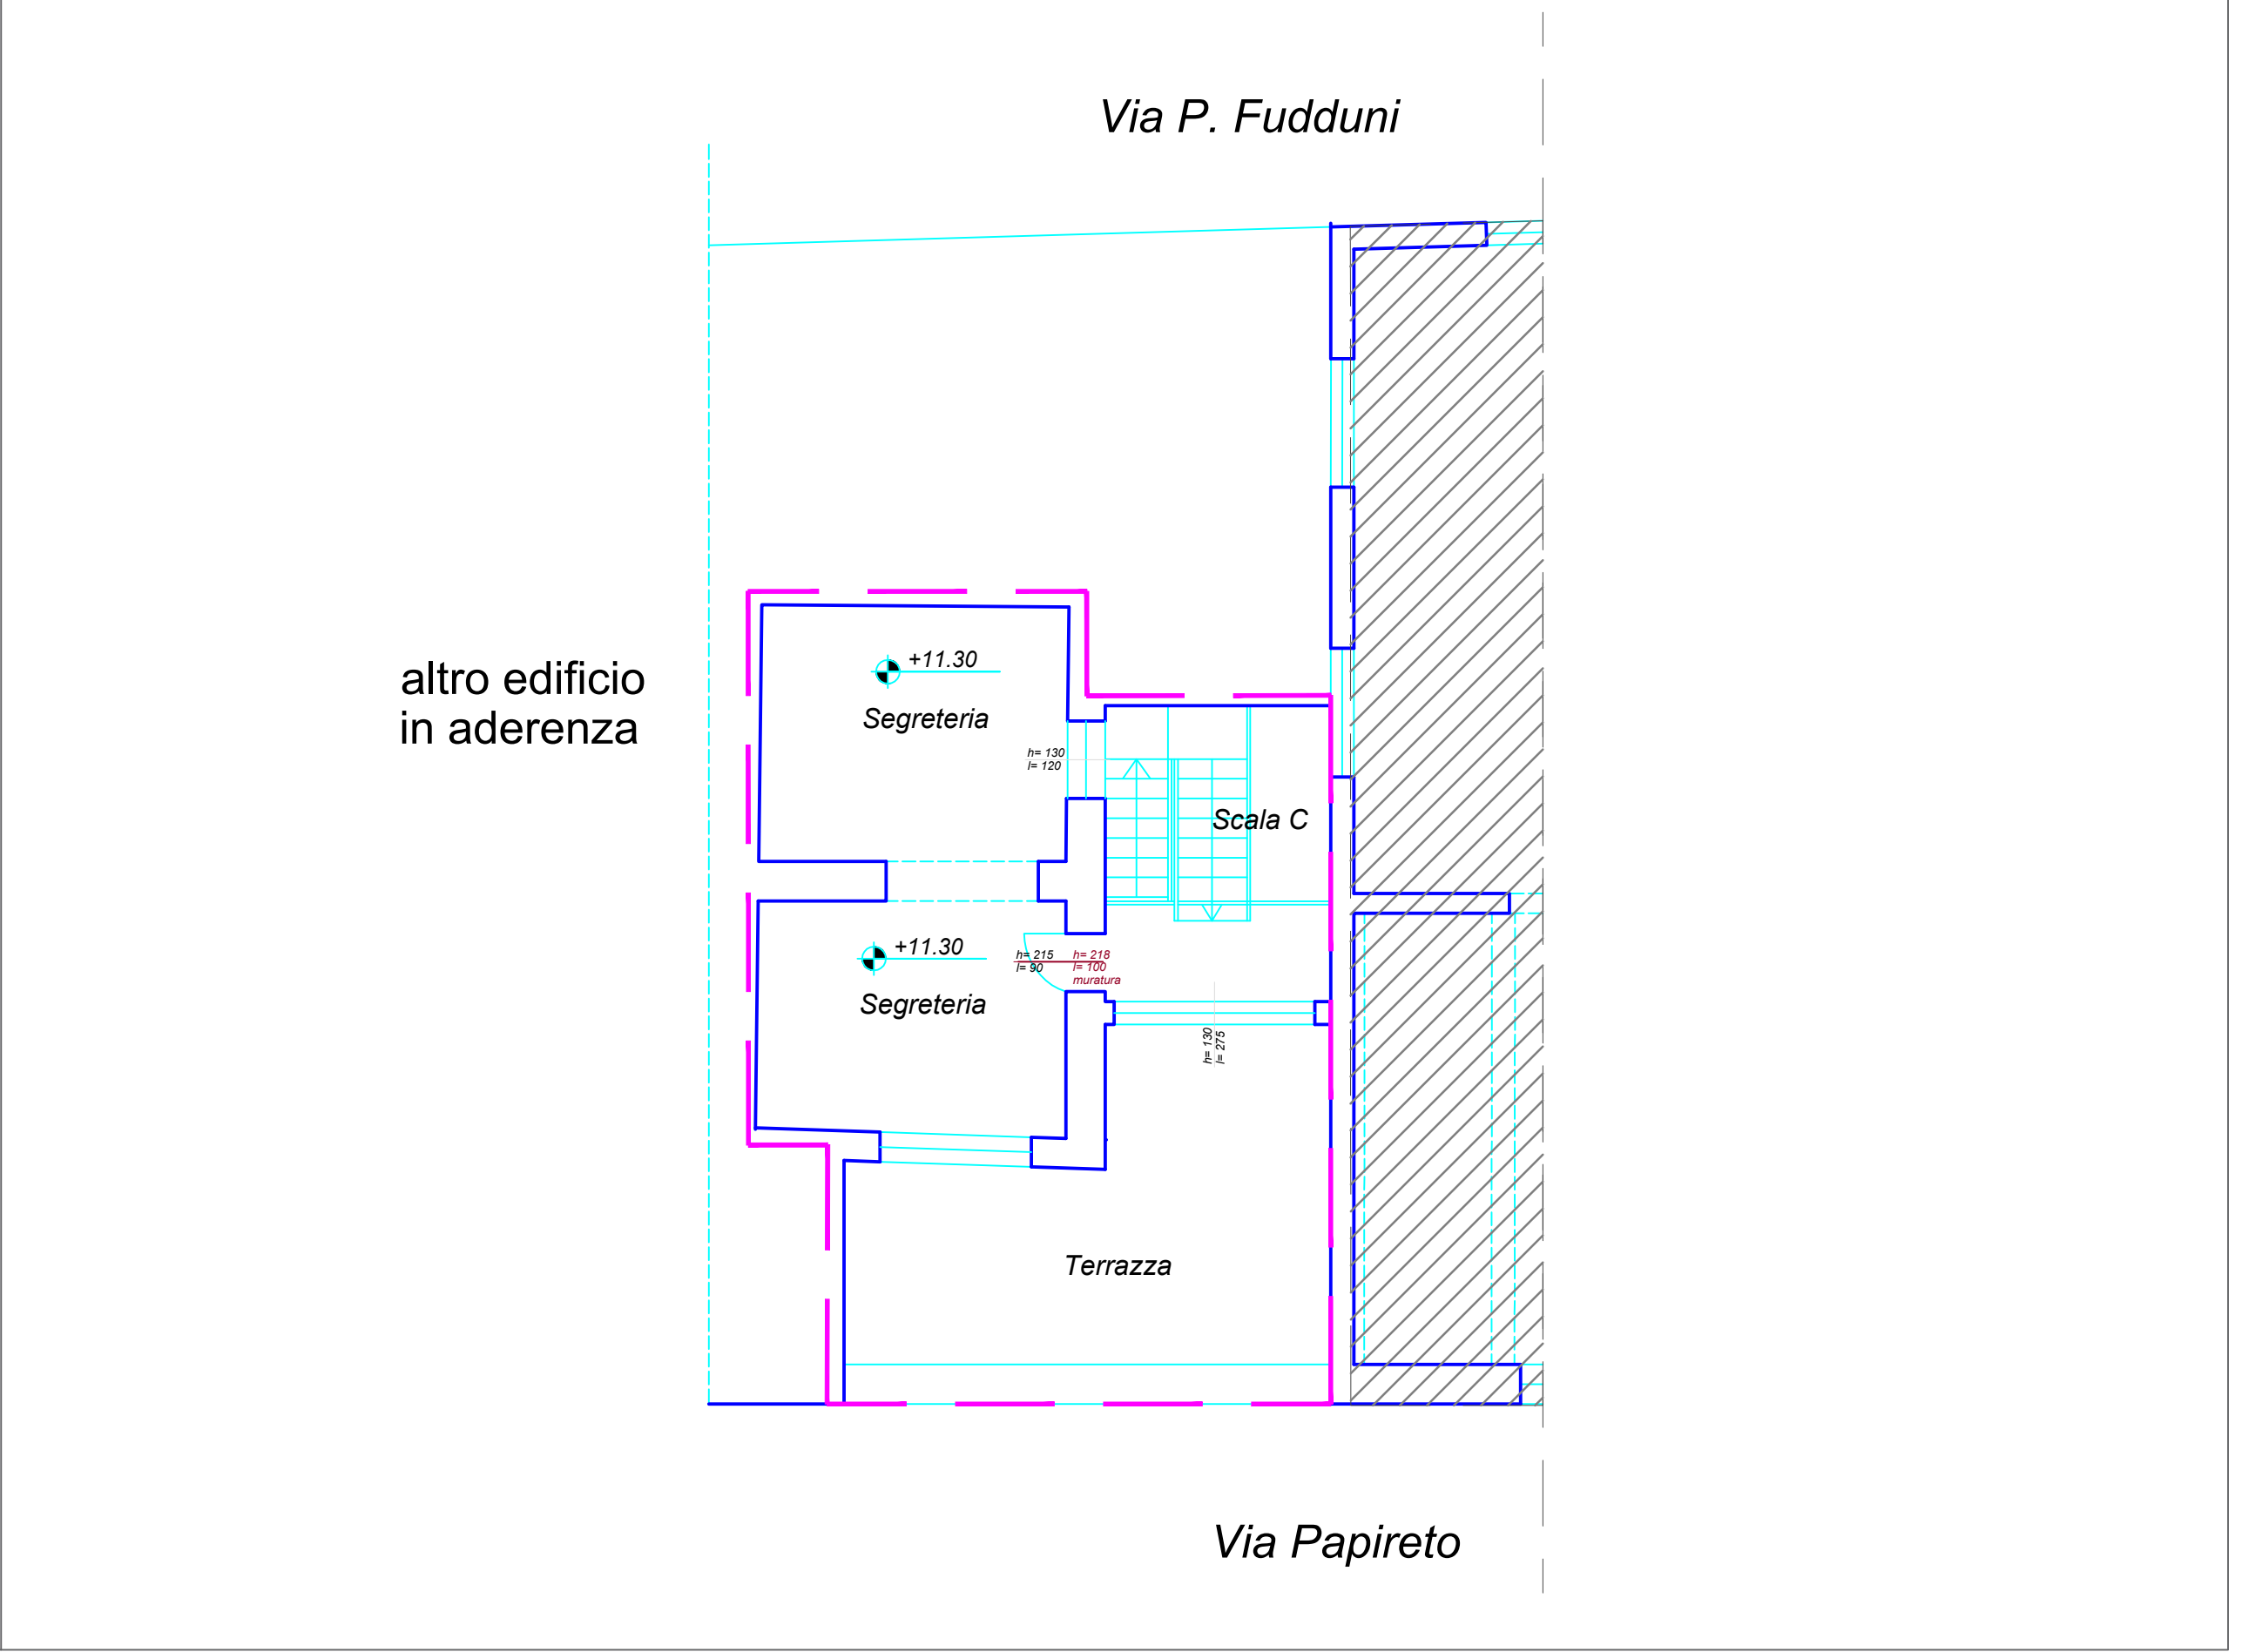 Via P. Fudduni
altro edificio
in aderenza
+11.30
Segreteria
h= 130
l= 120
Scala C
+11.30
h= 215
l= 90
h= 218
l= 100
muratura
Segreteria
h= 130
l= 275
Terrazza
Via Papireto